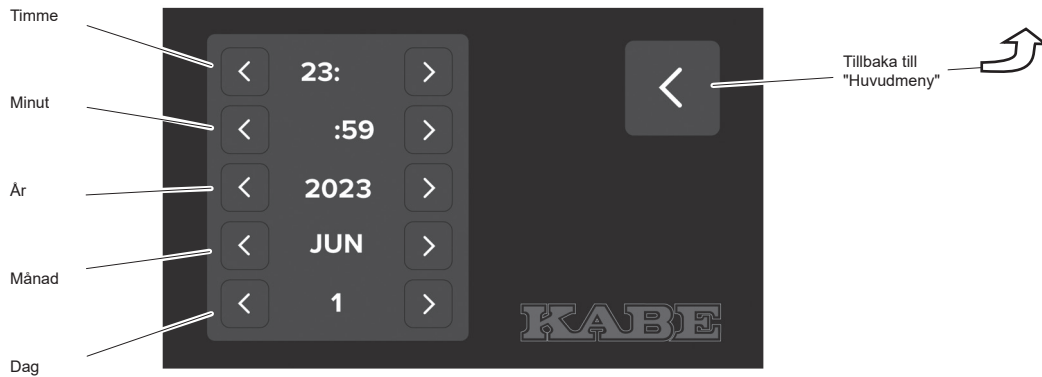 Timme
23:
Minut
:59
År
2023
Månad
JUN
Dag
1
Tillbaka till
"Huvudmeny"
KABE